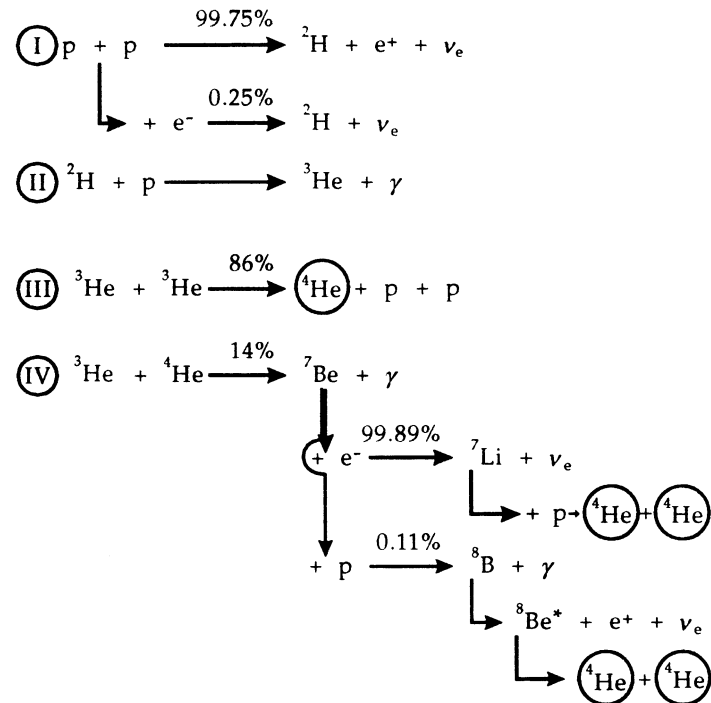 99.75%
I p + p → ²H + e⁺ + νₑ
0.25%
+ e⁻ → ²H + νₑ
II ²H + p → ³He + γ
86%
III ³He + ³He → ⁴He + p + p
14%
IV ³He + ⁴He → ⁷Be + γ
99.89%
+ e⁻ → ⁷Li + νₑ
+ p → ⁴He + ⁴He
0.11%
+ p → ⁸B + γ
⁸Be* + e⁺ + νₑ
⁴He + ⁴He